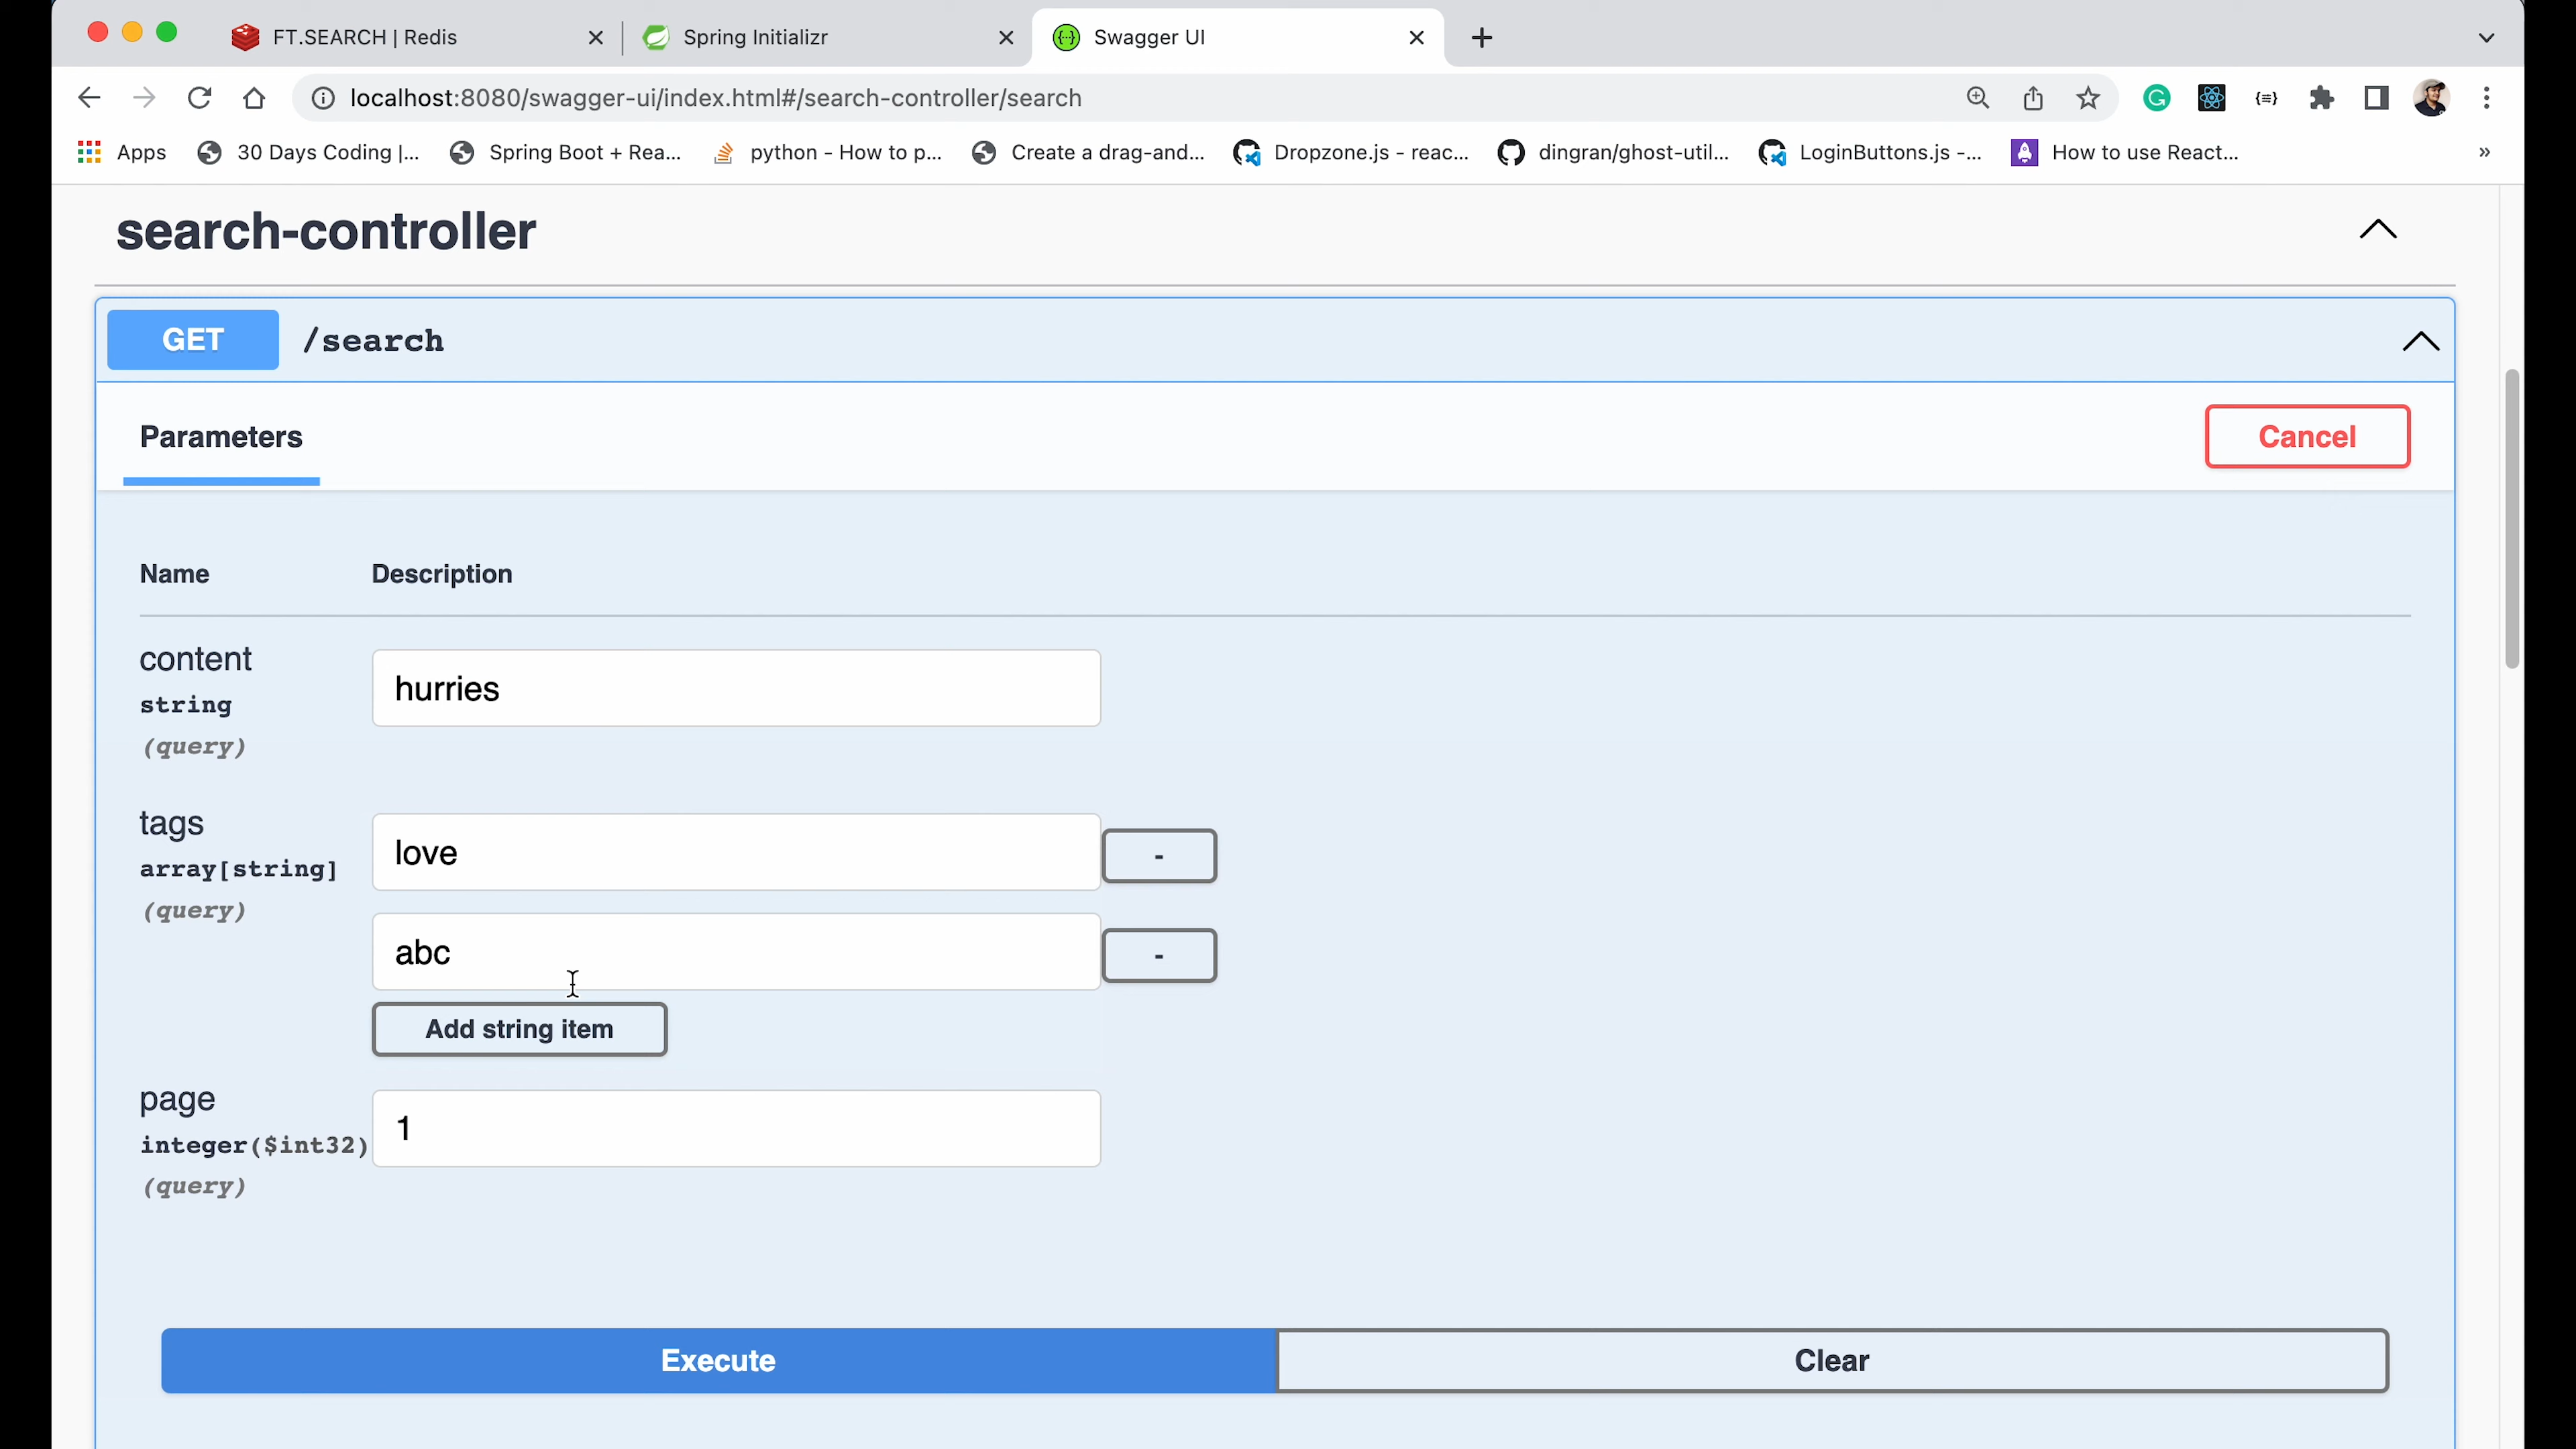 FT.SEARCH | Redis
Spring Initializr
Swagger UI
localhost:8080/swagger-ui/index.html#/search-controller/search
Apps
30 Days Coding |...
Spring Boot + Rea...
python - How to p...
Create a drag-and...
Dropzone.js - reac...
dingran/ghost-util...
LoginButtons.js -...
How to use React...
»
search-controller
GET /search
Parameters
Cancel
Name Description
content
string
(query)
hurries
tags
array[string]
(query)
love
-
abc
-
Add string item
page
integer($int32)
(query)
1
Execute
Clear